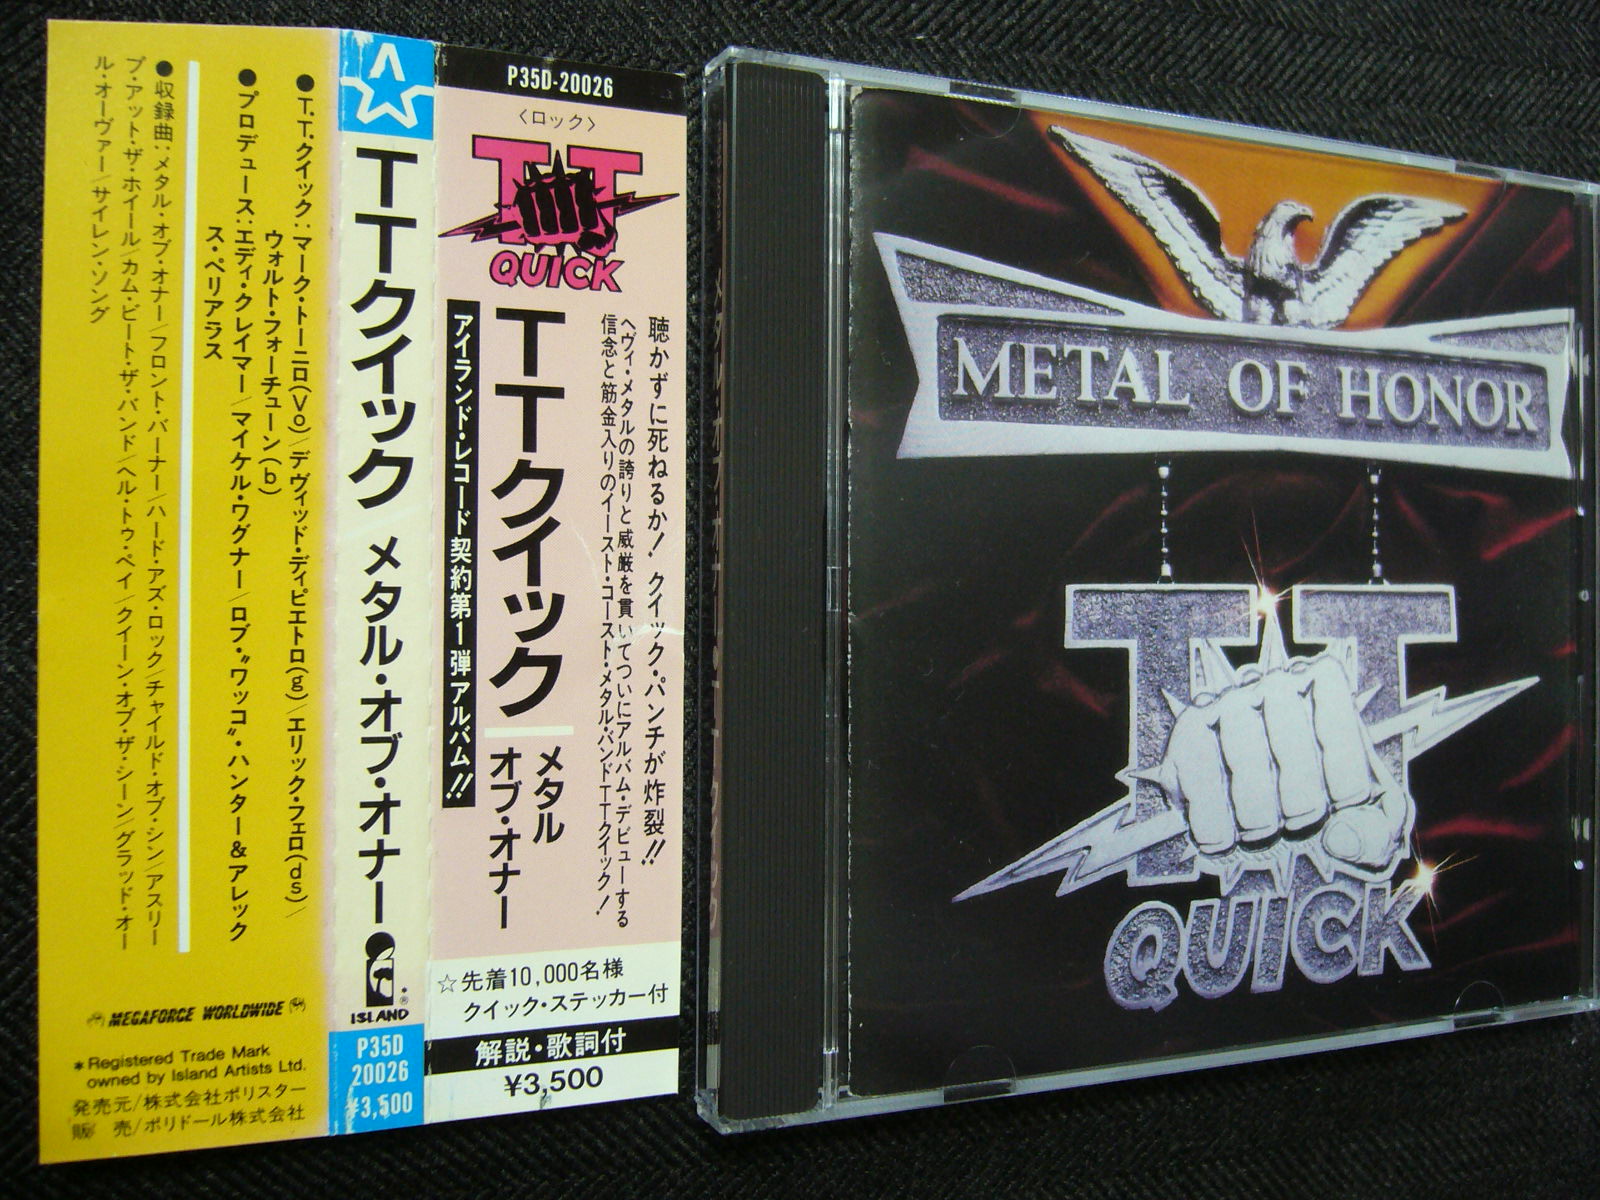 ●T.T.クイック：マーク・トーニロ(Vo)／デヴィッド・ディピエトロ(g)／エリック・フェロ(ds)／
ウォルト・フォーチューン(b)
●プロデュース：エディ・クレイマー／マイケル・ワグナー／ロブ・“ワッコ”・ハンター＆アレック
ス・ペリアラス
●収録曲：メタル・オブ・オナー／フロント・バーナー／ハード・アズ・ロック／チャイルド・オブ・シン／アスリー
プ・アット・ザ・ホイール／カム・ビート・ザ・バンド／ヘル・トゥ・ペイ／クイーン・オブ・ザ・シーン／グラッド・オー
ル・オーヴァー／サイレン・ソング
MEGAFORCE WORLDWIDE
*Registered Trade Mark
owned by Island Artists Ltd.
発売元/株式会社ポリスター
販 売/ポリドール株式会社
TTクイック メタル・オブ・オナー
®
ISLAND
P35D
20026
¥3,500
P35D-20026
〈ロック〉
TT
QUICK
聴かずに死ねるか！クイック・パンチが炸裂!!
ヘヴィ・メタルの誇りと威厳を貫いてついにアルバム・デビューする
信念と筋金入りのイースト・コースト・メタル・バンドTTクイック！
TTクイック
メタル
オブ・オナー
アイランド・レコード契約第1弾アルバム!!
☆先着10,000名様
クイック・ステッカー付
解説・歌詞付
¥3,500
METAL OF HONOR
TT
QUICK